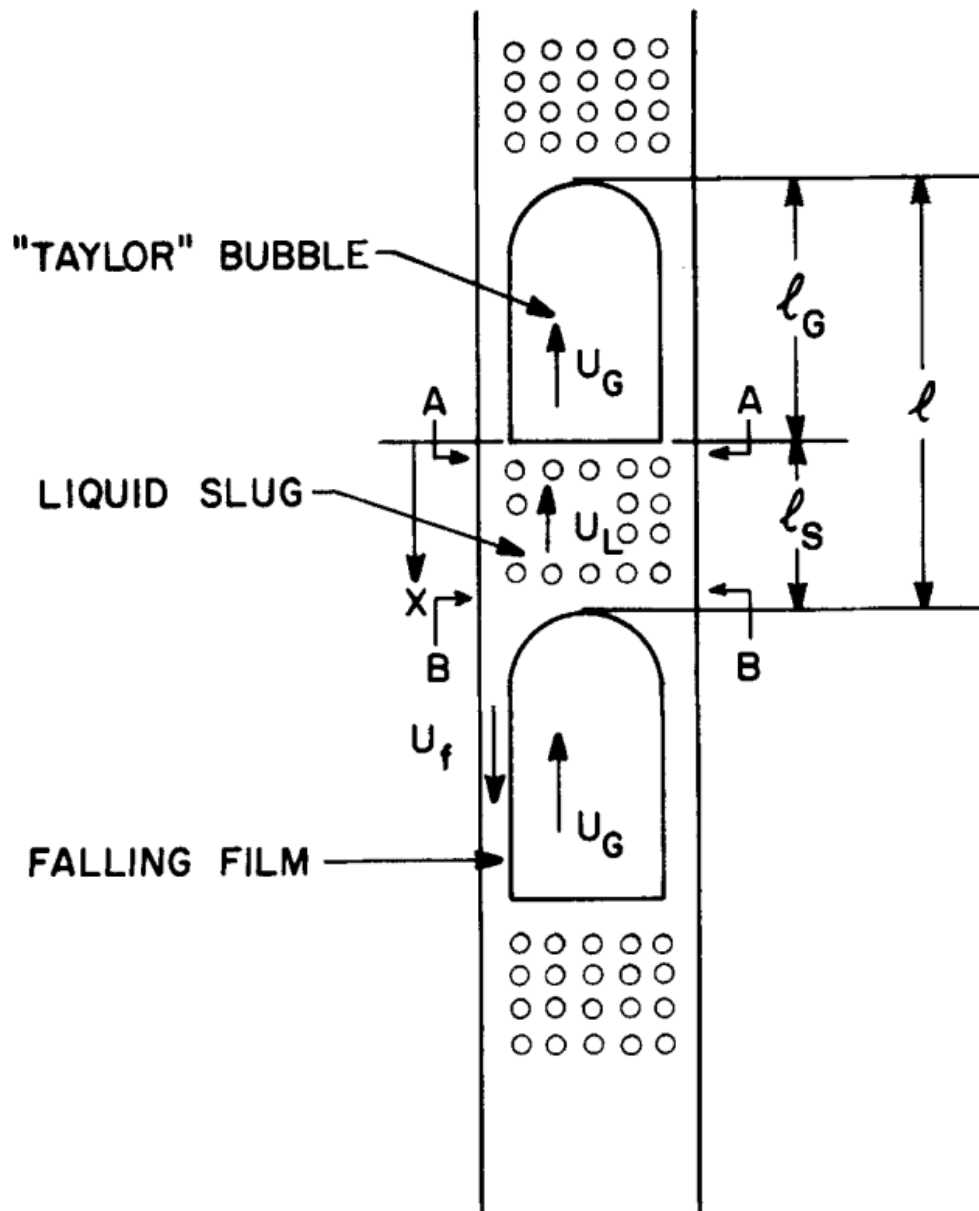 "TAYLOR" BUBBLE
U_G
ℓ_G
ℓ
A
A
LIQUID SLUG
U_L
ℓ_S
X
B
B
U_f
U_G
FALLING FILM